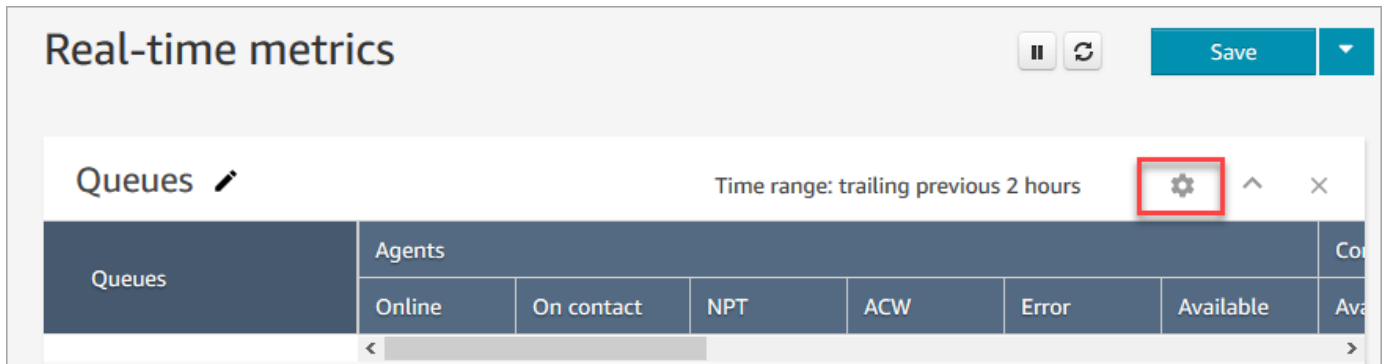 Real-time metrics
Save
Queues
Time range: trailing previous 2 hours
Queues
Agents
Online On contact NPT ACW Error Available